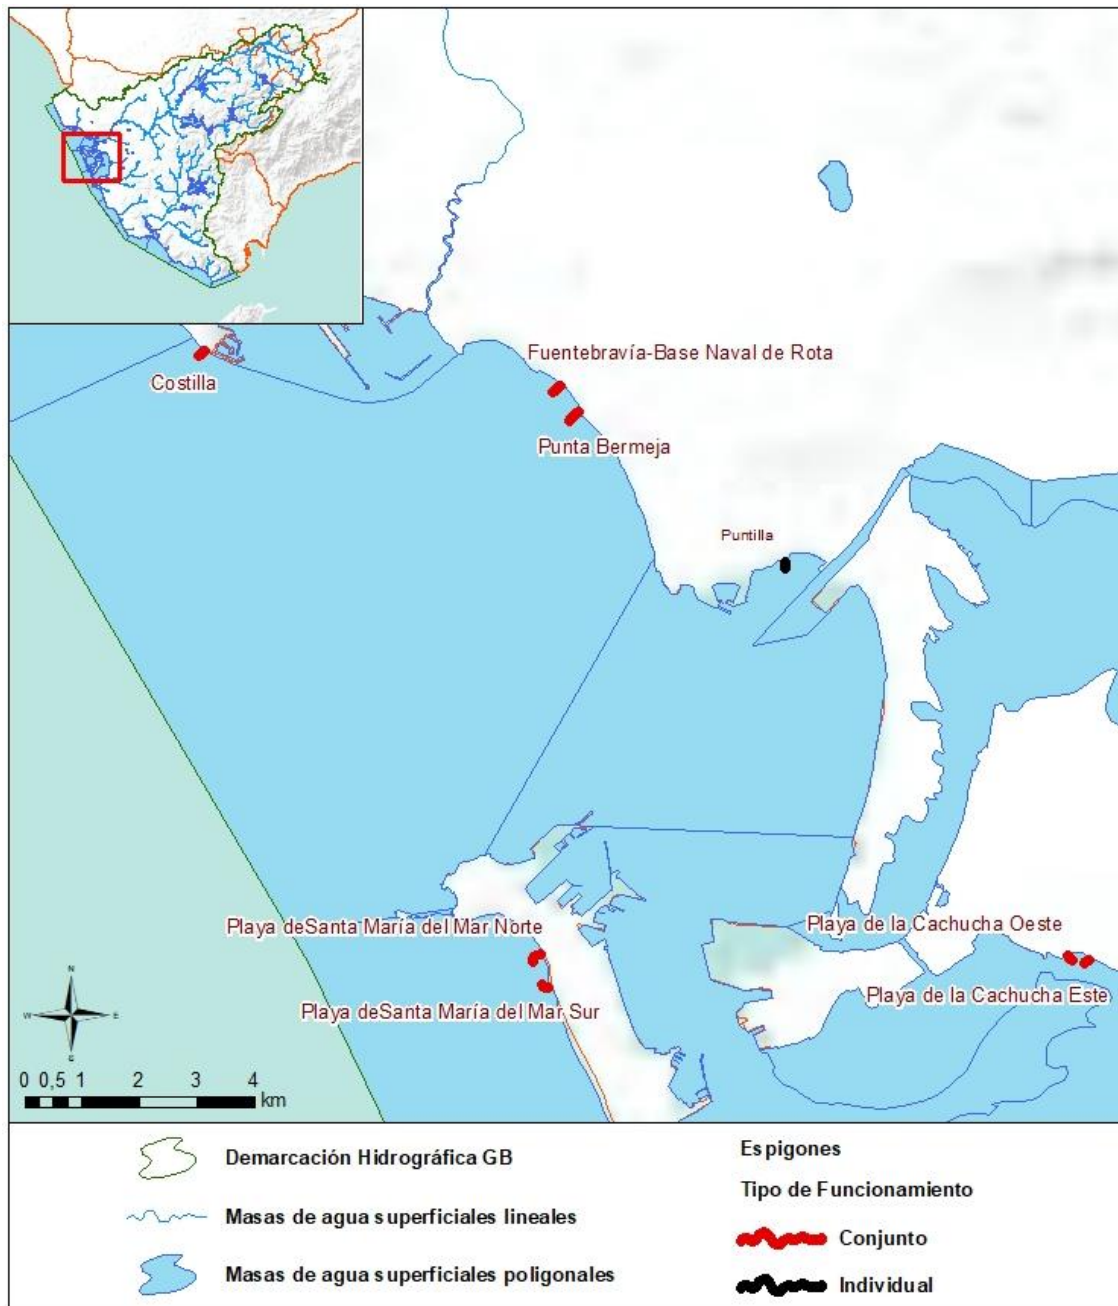 Fuentebravía-Base Naval de Rota
Costilla
Punta Bermeja
Puntilla
Playa deSanta María del Mar Norte
Playa de la Cachucha Oeste
Playa de la Cachucha Este
Playa deSanta María del Mar Sur
N
W E
S
0 0,5 1 2 3 4
km
Demarcación Hidrográfica GB
Masas de agua superficiales lineales
Masas de agua superficiales poligonales
Espigones
Tipo de Funcionamiento
Conjunto
Individual